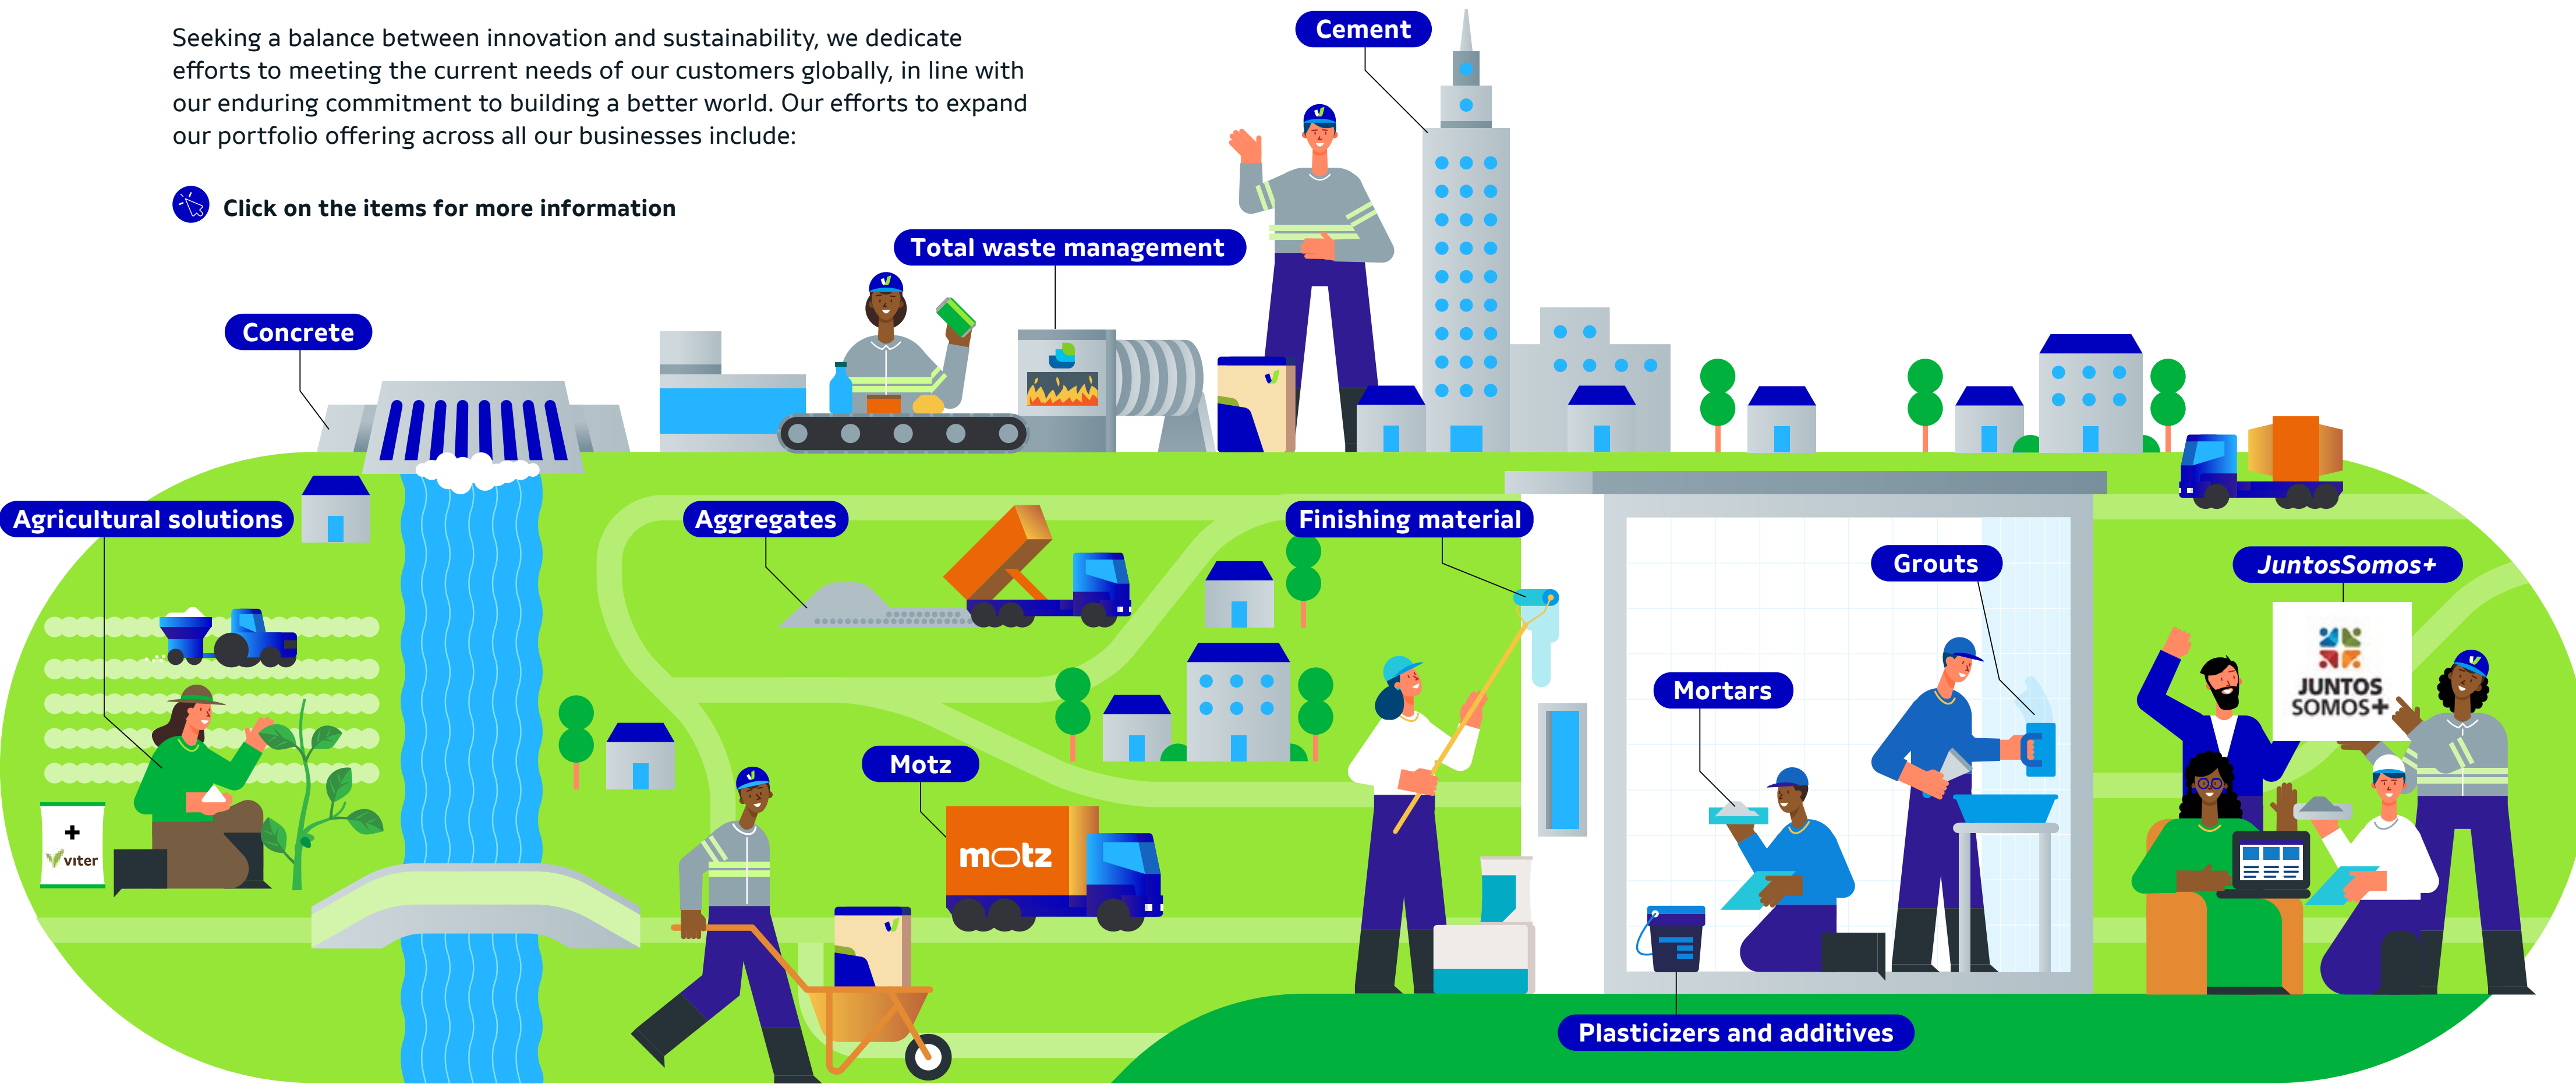 Seeking a balance between innovation and sustainability, we dedicate
efforts to meeting the current needs of our customers globally, in line with
our enduring commitment to building a better world. Our efforts to expand
our portfolio offering across all our businesses include:
Click on the items for more information
Cement
Total waste management
Concrete
Agricultural solutions
Aggregates
Finishing material
Grouts
JuntosSomos+
JUNTOS
SOMOS+
Mortars
Motz
motz
+
viter
Plasticizers and additives